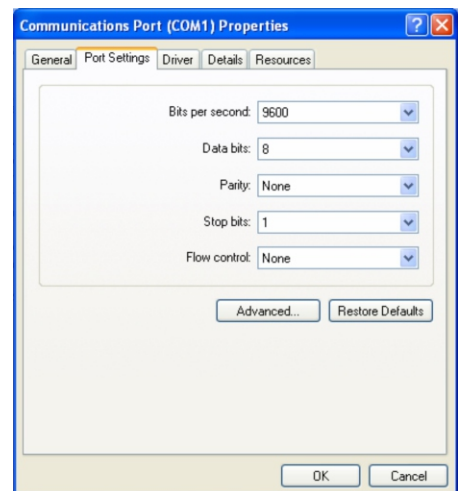 Communications Port (COM1) Properties
General Port Settings Driver Details Resources
Bits per second: 9600
Data bits: 8
Parity: None
Stop bits: 1
Flow control: None
Advanced... Restore Defaults
OK Cancel